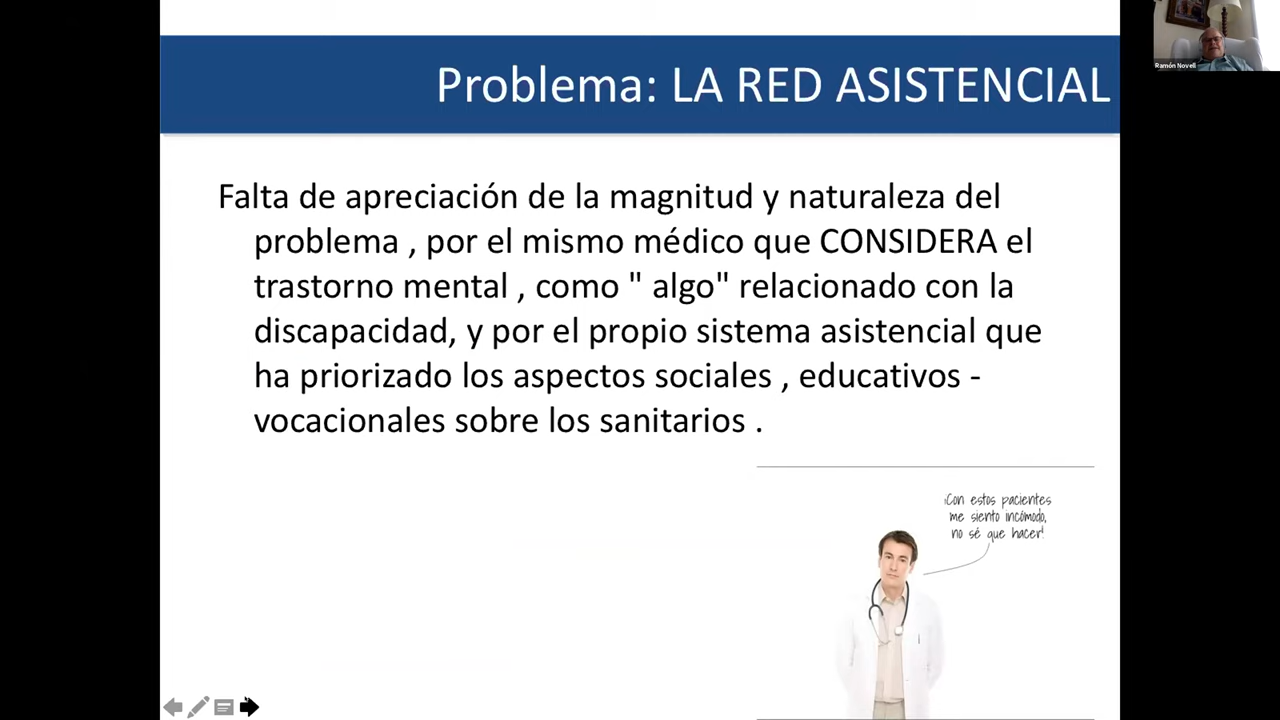 Problema: LA RED ASISTENCIAL
Ramón Novell
Falta de apreciación de la magnitud y naturaleza del
problema , por el mismo médico que CONSIDERA el
trastorno mental , como " algo" relacionado con la
discapacidad, y por el propio sistema asistencial que
ha priorizado los aspectos sociales , educativos -
vocacionales sobre los sanitarios .
¡Con estos pacientes
me siento incómodo,
no sé que hacer!